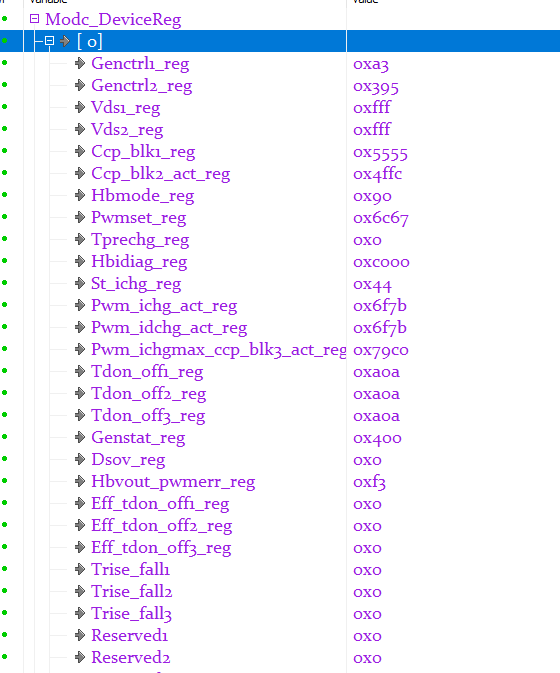 Modc_DeviceReg
[ 0]
Genctrl1_reg 0xa3
Genctrl2_reg 0x395
Vds1_reg 0xfff
Vds2_reg 0xfff
Ccp_blk1_reg 0x5555
Ccp_blk2_act_reg 0x4ffc
Hbmode_reg 0x90
Pwmset_reg 0x6c67
Tprechg_reg 0x0
Hbidiag_reg 0xc000
St_ichg_reg 0x44
Pwm_ichg_act_reg 0x6f7b
Pwm_idchg_act_reg 0x6f7b
Pwm_ichgmax_ccp_blk3_act_reg 0x79c0
Tdon_off1_reg 0xa0a
Tdon_off2_reg 0xa0a
Tdon_off3_reg 0xa0a
Genstat_reg 0x400
Dsov_reg 0x0
Hbvout_pwmerr_reg 0xf3
Eff_tdon_off1_reg 0x0
Eff_tdon_off2_reg 0x0
Eff_tdon_off3_reg 0x0
Trise_fall1 0x0
Trise_fall2 0x0
Trise_fall3 0x0
Reserved1 0x0
Reserved2 0x0